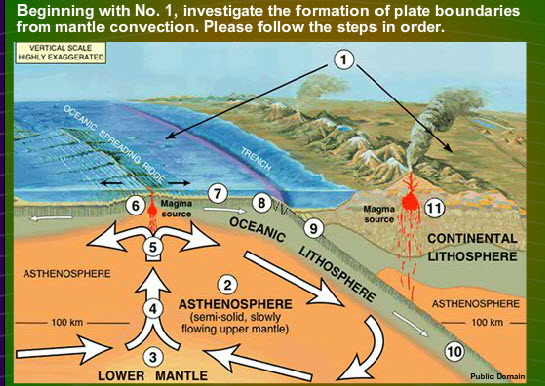 Beginning with No. 1, investigate the formation of plate boundaries
from mantle convection. Please follow the steps in order.
VERTICAL SCALE
HIGHLY EXAGGERATED
1
OCEANIC SPREADING RIDGE
TRENCH
6
Magma
source
7
8
9
Magma
source
11
OCEANIC LITHOSPHERE
CONTINENTAL
LITHOSPHERE
5
ASTHENOSPHERE
2
ASTHENOSPHERE
(semi-solid, slowly
flowing upper mantle)
ASTHENOSPHERE
4
100 km
100 km
3
LOWER MANTLE
10
Public Domain